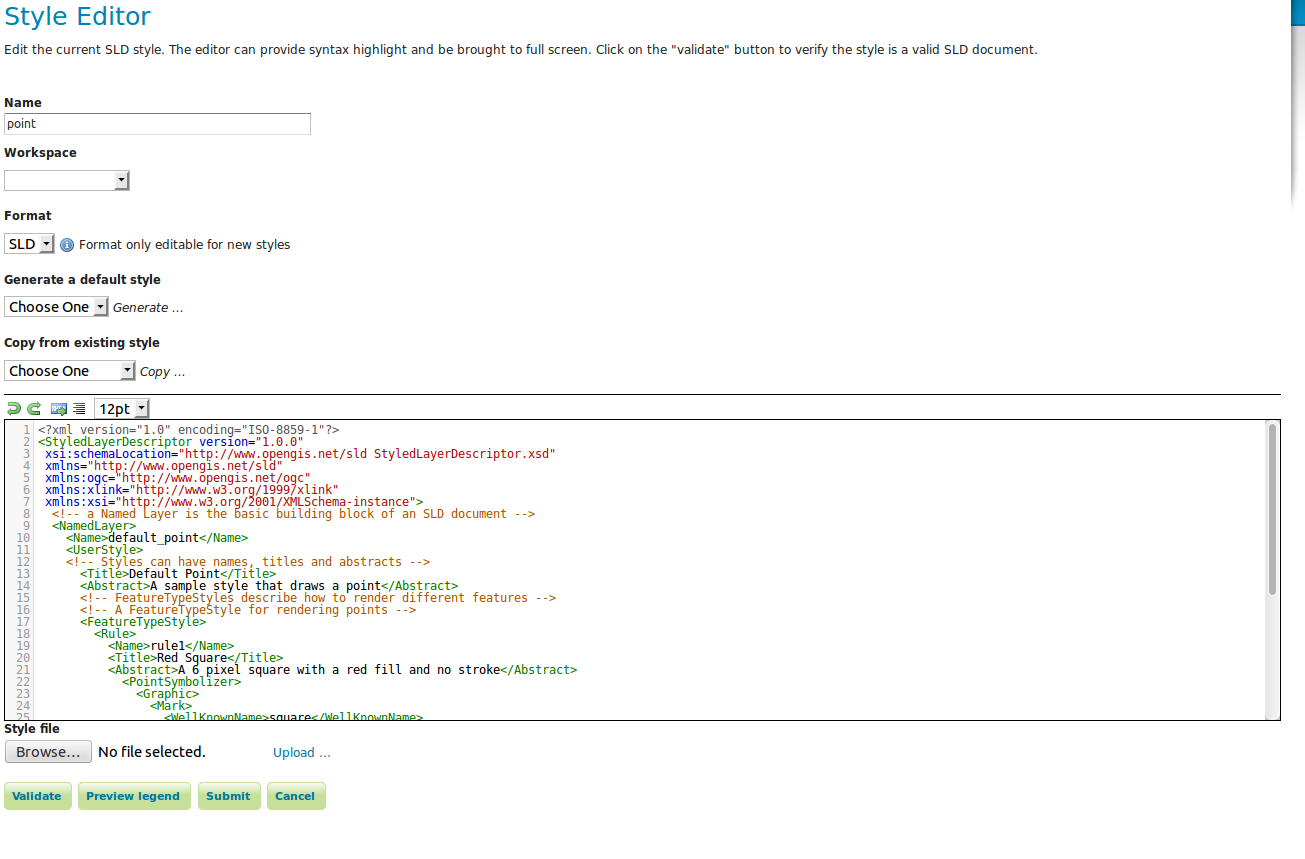 Style Editor
Edit the current SLD style. The editor can provide syntax highlight and be brought to full screen. Click on the "validate" button to verify the style is a valid SLD document.
Name
point
Workspace
Format
SLD Format only editable for new styles
Generate a default style
Choose One Generate ...
Copy from existing style
Choose One Copy ...
12pt
1 <?xml version="1.0" encoding="ISO-8859-1"?>
2 <StyledLayerDescriptor version="1.0.0"
3 xsi:schemaLocation="http://www.opengis.net/sld StyledLayerDescriptor.xsd"
4 xmlns="http://www.opengis.net/sld"
5 xmlns:ogc="http://www.opengis.net/ogc"
6 xmlns:xlink="http://www.w3.org/1999/xlink"
7 xmlns:xsi="http://www.w3.org/2001/XMLSchema-instance">
8 <!-- a Named Layer is the basic building block of an SLD document -->
9 <NamedLayer>
10 <Name>default_point</Name>
11 <UserStyle>
12 <!-- Styles can have names, titles and abstracts -->
13 <Title>Default Point</Title>
14 <Abstract>A sample style that draws a point</Abstract>
15 <!-- FeatureTypeStyles describe how to render different features -->
16 <!-- A FeatureTypeStyle for rendering points -->
17 <FeatureTypeStyle>
18 <Rule>
19 <Name>rule1</Name>
20 <Title>Red Square</Title>
21 <Abstract>A 6 pixel square with a red fill and no stroke</Abstract>
22 <PointSymbolizer>
23 <Graphic>
24 <Mark>
25 <WellKnownName>square</WellKnownName>
Style file
Browse... No file selected. Upload ...
Validate Preview legend Submit Cancel